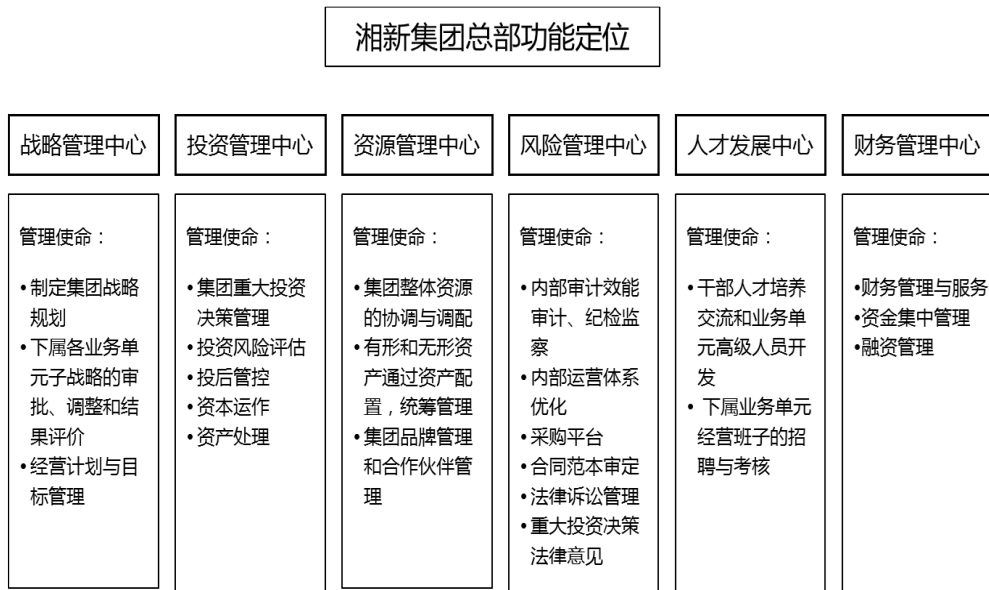 湘新集团总部功能定位
战略管理中心
管理使命：
•制定集团战略
规划
•下属各业务单
元子战略的审
批、调整和结
果评价
•经营计划与目
标管理
投资管理中心
管理使命：
•集团重大投资
决策管理
•投资风险评估
•投后管控
•资本运作
•资产处理
资源管理中心
管理使命：
•集团整体资源
的协调与调配
•有形和无形资
产通过资产配
置，统筹管理
•集团品牌管理
和合作伙伴管
理
风险管理中心
管理使命：
•内部审计效能
审计、纪检监
察
•内部运营体系
优化
•采购平台
•合同范本审定
•法律诉讼管理
•重大投资决策
法律意见
人才发展中心
管理使命：
•干部人才培养
交流和业务单
元高级人员开
发
• 下属业务单元
经营班子的招
聘与考核
财务管理中心
管理使命：
•财务管理与服务
•资金集中管理
•融资管理